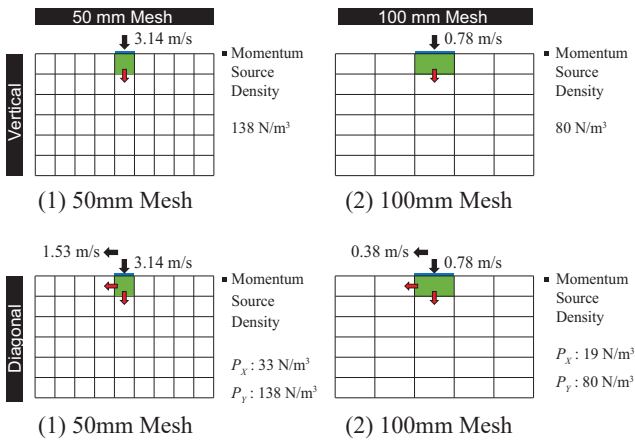 50 mm Mesh
100 mm Mesh
Vertical
3.14 m/s
▪ Momentum
Source
Density
138 N/m³
0.78 m/s
▪ Momentum
Source
Density
80 N/m³
(1) 50mm Mesh
(2) 100mm Mesh
Diagonal
1.53 m/s
3.14 m/s
▪ Momentum
Source
Density
P_X : 33 N/m³
P_Y : 138 N/m³
0.38 m/s
0.78 m/s
▪ Momentum
Source
Density
P_X : 19 N/m³
P_Y : 80 N/m³
(1) 50mm Mesh
(2) 100mm Mesh